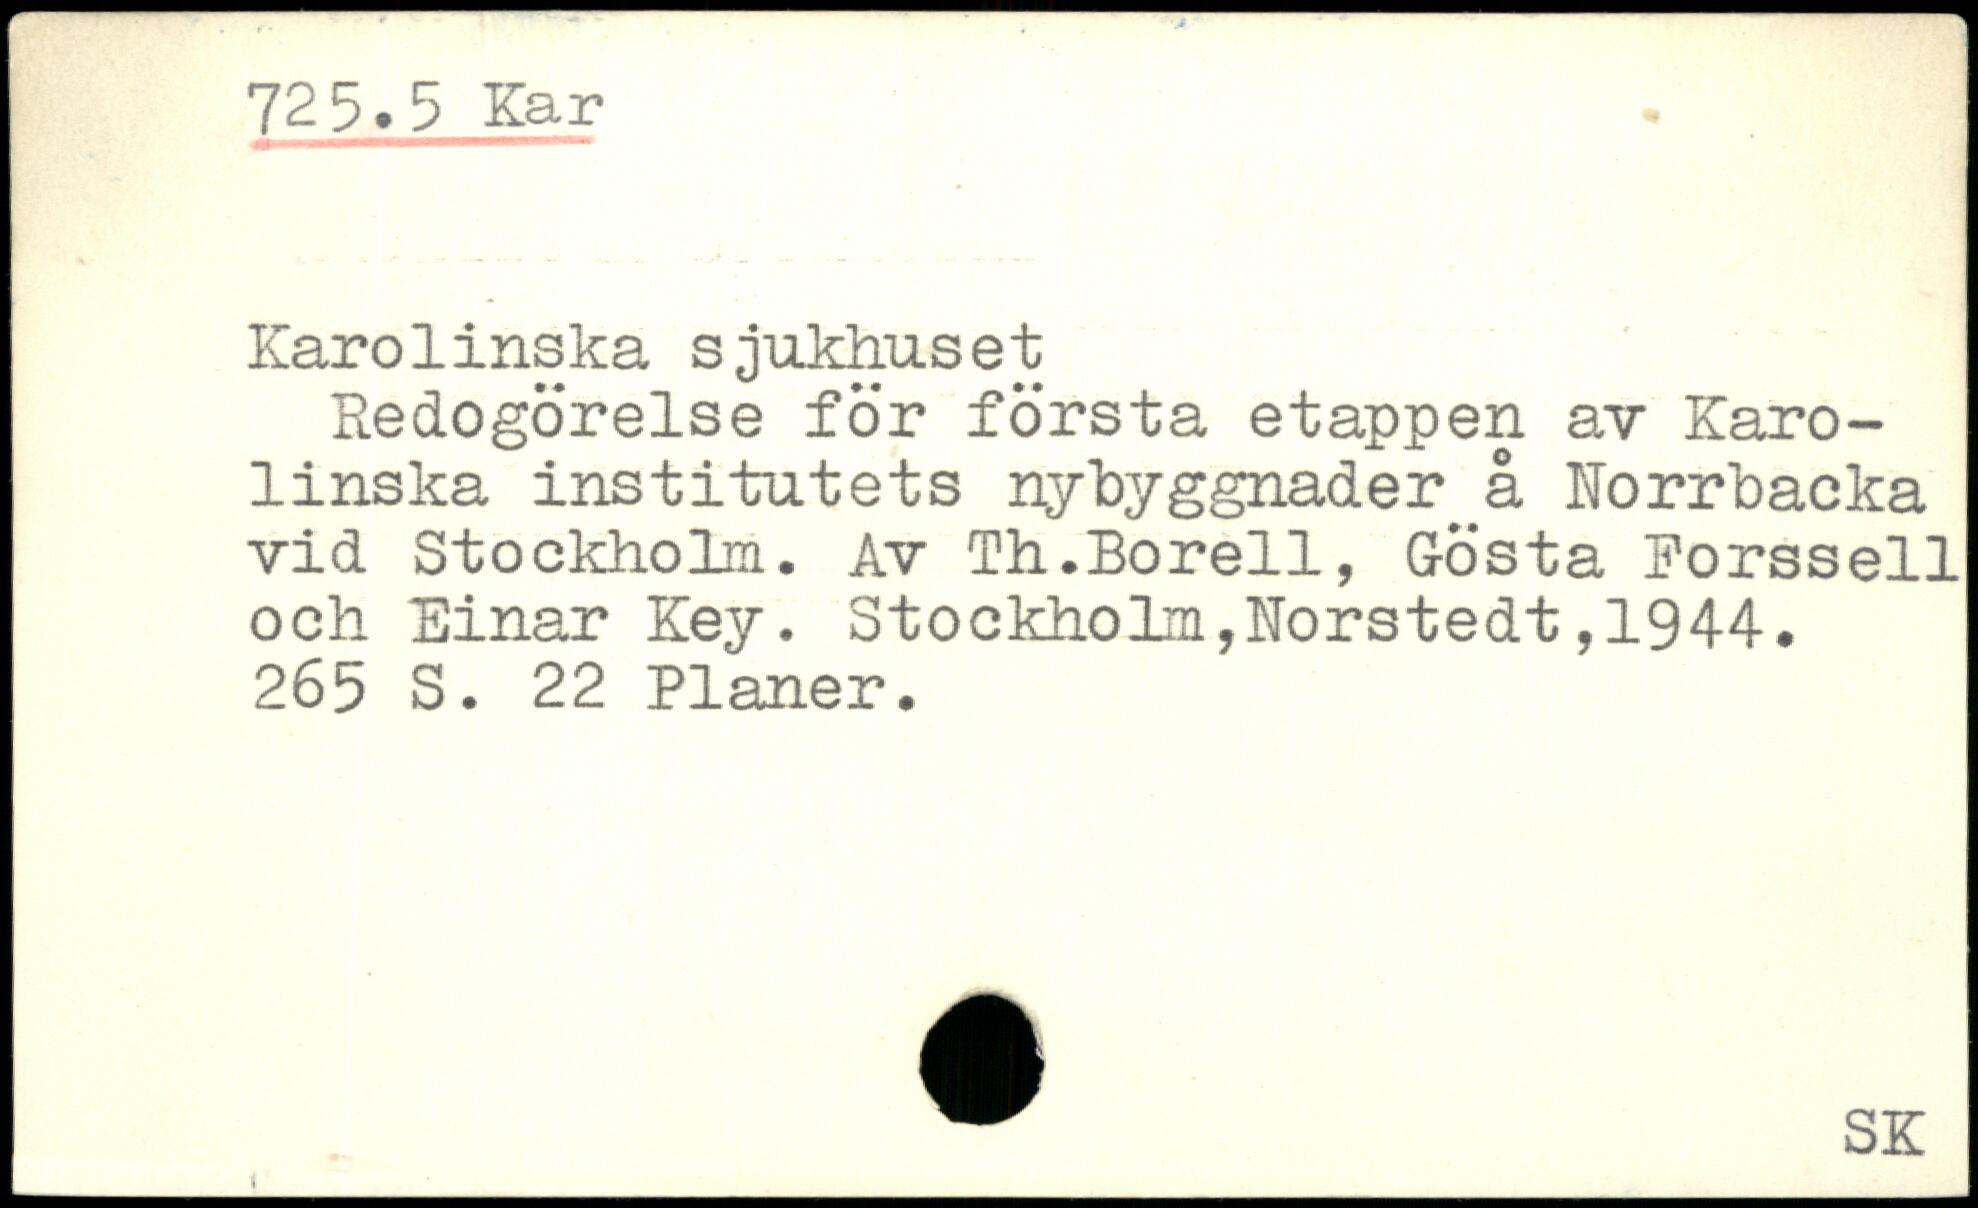 725.5 Kar
Karolinska sjukhuset
Redogörelse för första etappen av Karo-
linska institutets nybyggnader å Norrbacka
vid Stockholm. Av Th.Borell, Gösta Forssell
och Einar Key. Stockholm,Norstedt,1944.
265 S. 22 Planer.
SK